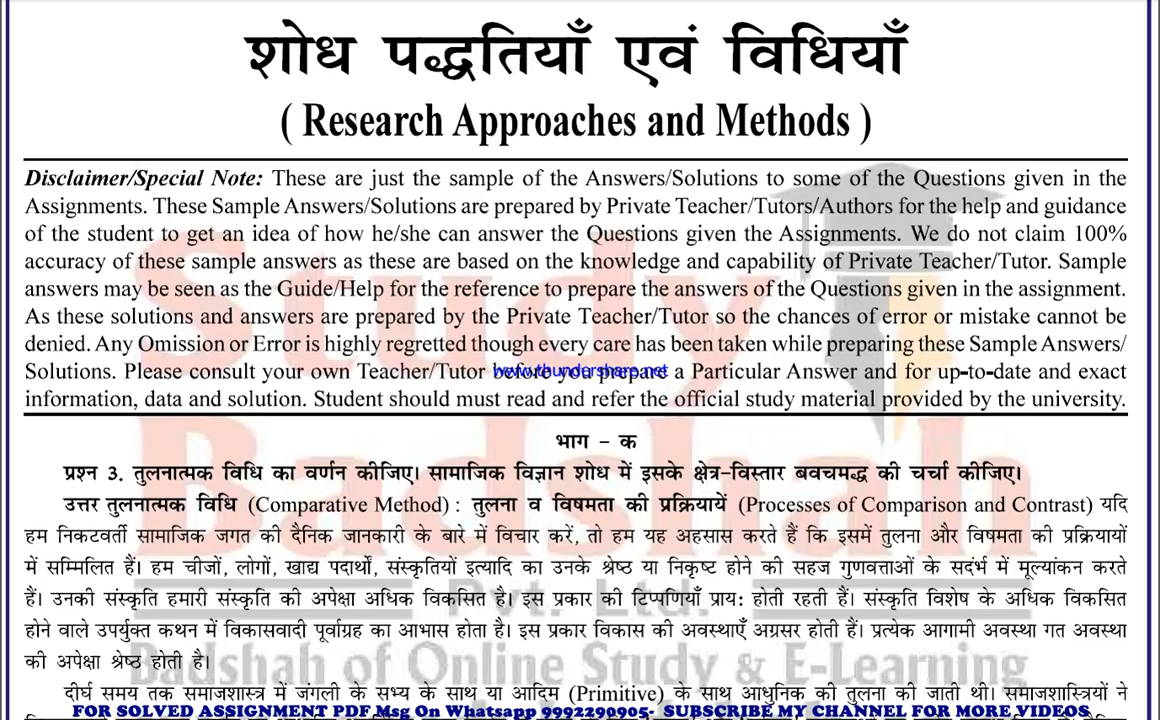 शोध पद्धतियाँ एवं विधियाँ
( Research Approaches and Methods )
Disclaimer/Special Note: These are just the sample of the Answers/Solutions to some of the Questions given in the
Assignments. These Sample Answers/Solutions are prepared by Private Teacher/Tutors/Authors for the help and guidance
of the student to get an idea of how he/she can answer the Questions given the Assignments. We do not claim 100%
accuracy of these sample answers as these are based on the knowledge and capability of Private Teacher/Tutor. Sample
answers may be seen as the Guide/Help for the reference to prepare the answers of the Questions given in the assignment.
As these solutions and answers are prepared by the Private Teacher/Tutor so the chances of error or mistake cannot be
denied. Any Omission or Error is highly regretted though every care has been taken while preparing these Sample Answers/
Solutions. Please consult your own Teacher/Tutor before you prepare a Particular Answer and for up-to-date and exact
www.thundershare.net
information, data and solution. Student should must read and refer the official study material provided by the university.
भाग – क
प्रश्न 3. तुलनात्मक विधि का वर्णन कीजिए। सामाजिक विज्ञान शोध में इसके क्षेत्र-विस्तार बवचमद्ध की चर्चा कीजिए।
उत्तर तुलनात्मक विधि (Comparative Method) : तुलना व विषमता की प्रक्रियायें (Processes of Comparison and Contrast) यदि
हम निकटवर्ती सामाजिक जगत की दैनिक जानकारी के बारे में विचार करें, तो हम यह अहसास करते हैं कि इसमें तुलना और विषमता की प्रक्रियायों
में सम्मिलित हैं। हम चीजों, लोगों, खाद्य पदार्थों, संस्कृतियों इत्यादि का उनके श्रेष्ठ या निकृष्ट होने की सहज गुणवत्ताओं के सदंर्भ में मूल्यांकन करते
हैं। उनकी संस्कृति हमारी संस्कृति की अपेक्षा अधिक विकसित है। इस प्रकार की टिप्पणियाँ प्राय: होती रहती हैं। संस्कृति विशेष के अधिक विकसित
होने वाले उपर्युक्त कथन में विकासवादी पूर्वाग्रह का आभास होता है। इस प्रकार विकास की अवस्थाएँ अग्रसर होती हैं। प्रत्येक आगामी अवस्था गत अवस्था
की अपेक्षा श्रेष्ठ होती है।
दीर्घ समय तक समाजशास्त्र में जंगली के सभ्य के साथ या आदिम (Primitive) के साथ आधुनिक की तुलना की जाती थी। समाजशास्त्रियों ने
FOR SOLVED ASSIGNMENT PDF Msg On Whatsapp 9992290905- SUBSCRIBE MY CHANNEL FOR MORE VIDEOS
Study
Badshah
Pvt. Ltd.
Badshah of Online Study & E-Learning